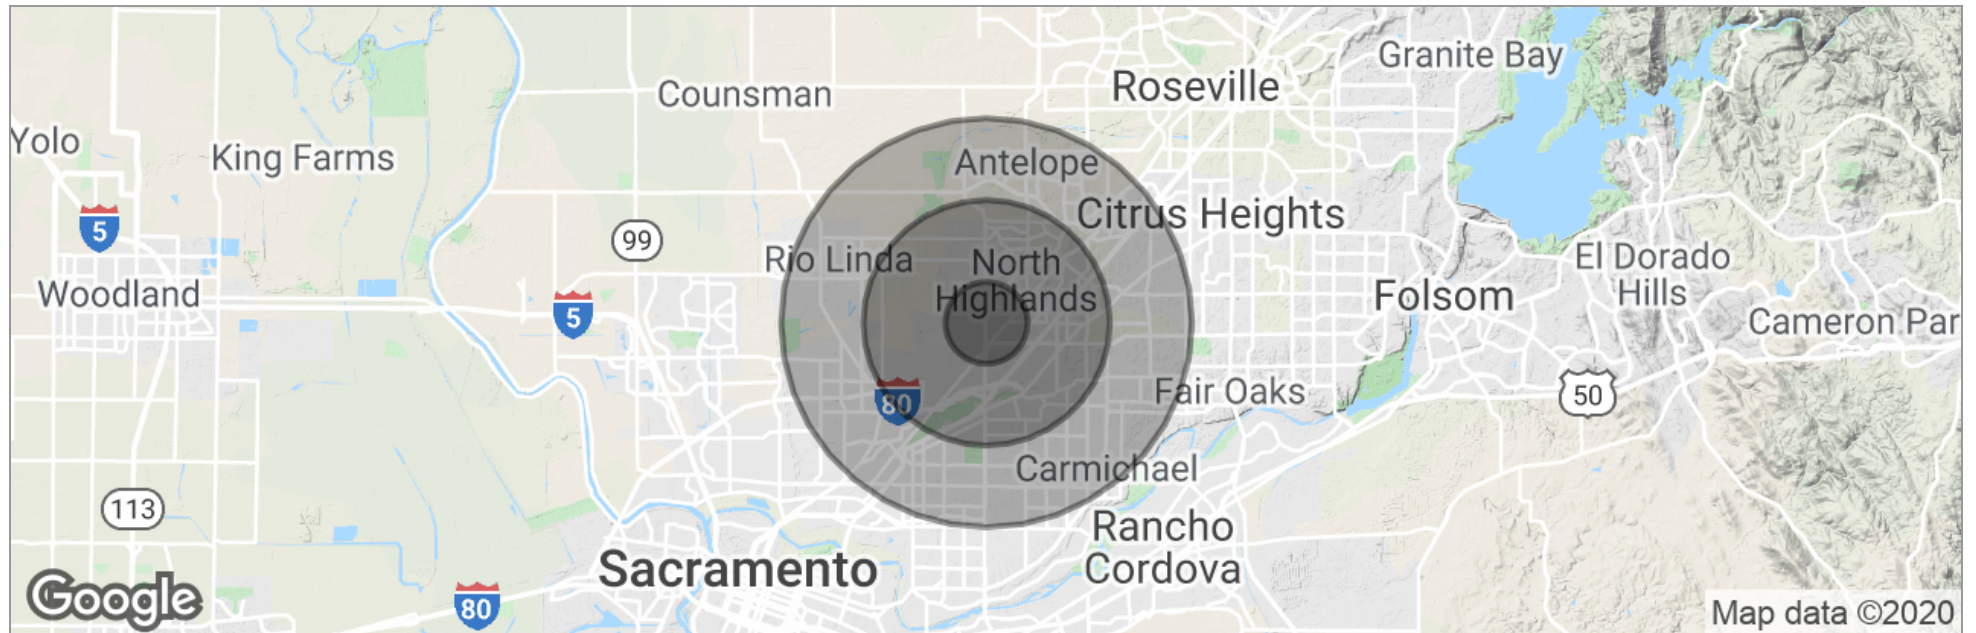 Granite Bay
Roseville
Counsman
Yolo
King Farms
Antelope
Citrus Heights
5
99
Rio Linda
North
Highlands
El Dorado
Hills
Woodland
5
Folsom
Cameron Par
80
Fair Oaks
50
Carmichael
113
Rancho
Cordova
Sacramento
Google
80
Map data ©2020